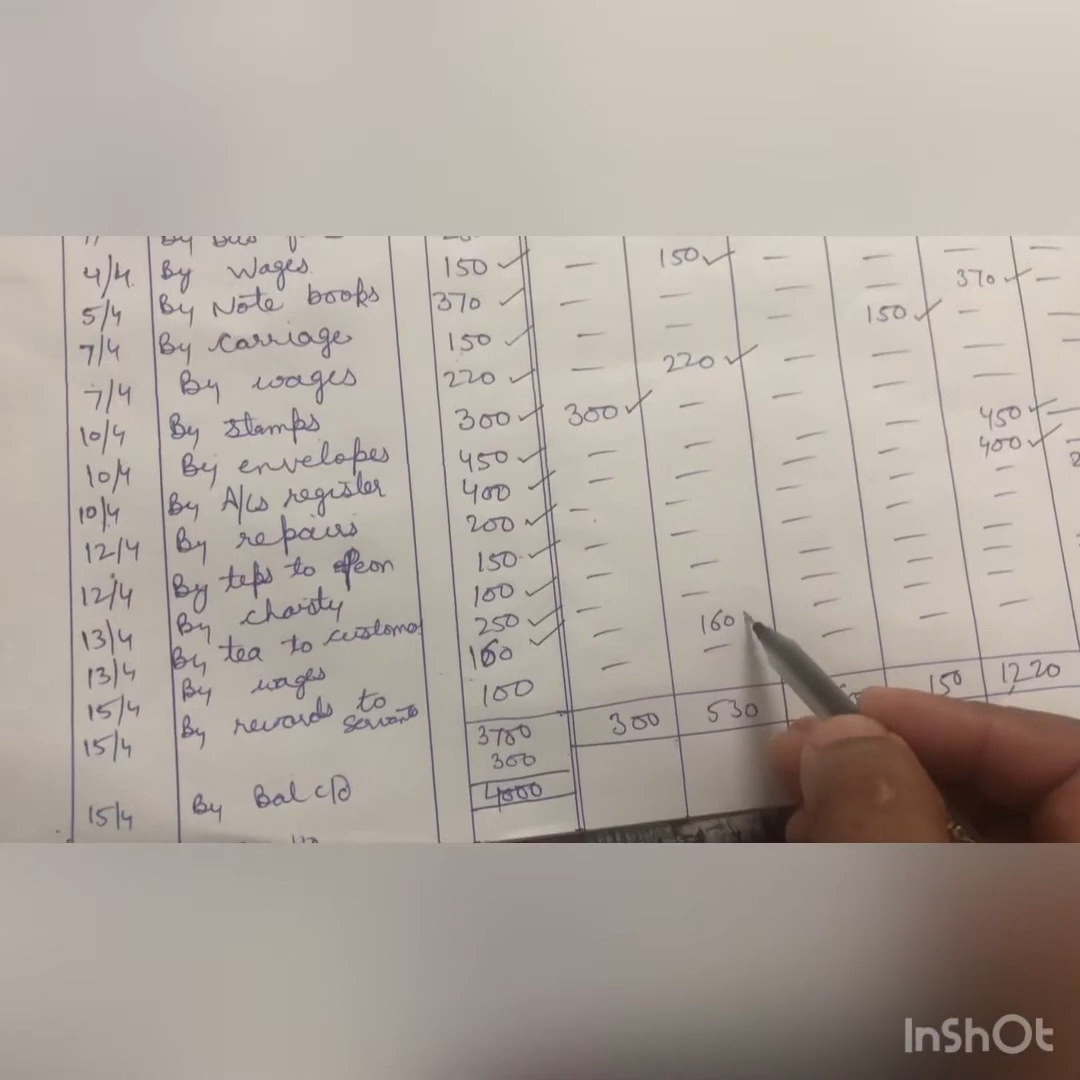 4/4 By Wages 150 ✓ — 150 ✓ — — — —
5/4 By Note books 370 ✓ — — — — 370 ✓ —
7/4 By Carriage 150 ✓ — — — 150 ✓ — —
7/4 By wages 220 ✓ — 220 ✓ — — — —
10/4 By stamps 300 ✓ 300 ✓ — — — —
10/4 By envelopes 450 ✓ — — — — 450 ✓ —
10/4 By A/cs register 400 ✓ — — — — 400 ✓ —
12/4 By repairs 200 ✓ — — — — — 2
12/4 By teps to Peon 150 ✓ — — — — —
13/4 By charity 100 ✓ — — — — —
13/4 By tea to customer 250 ✓ — — — — —
15/4 By wages 160 ✓ — 160 — — —
15/4 By rewards to servants 100 — — — — —
3700 300 530 150 1220
300
15/4 By Bal c/d 4000
InShOt